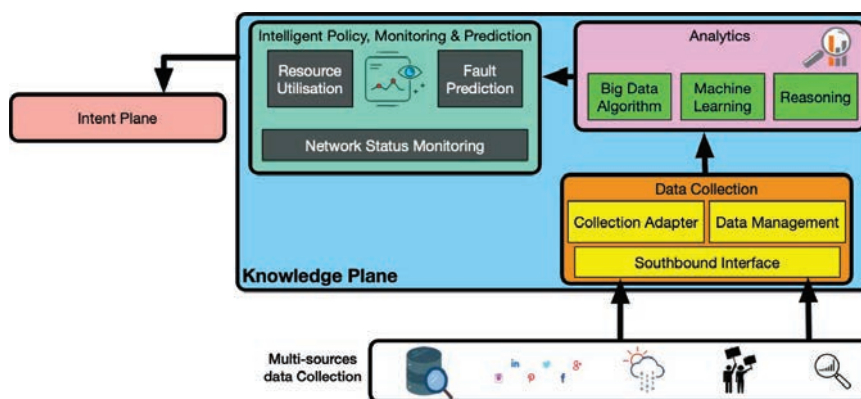 Intelligent Policy, Monitoring & Prediction
Resource
Utilisation
Fault
Prediction
Network Status Monitoring
Analytics
Big Data
Algorithm
Machine
Learning
Reasoning
Intent Plane
Data Collection
Collection Adapter
Data Management
Southbound Interface
Knowledge Plane
Multi-sources
data Collection